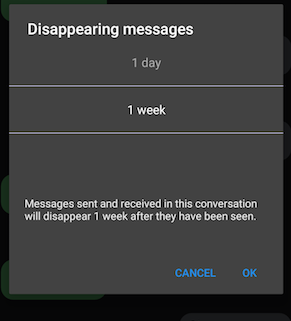 Disappearing messages
1 day
1 week
Messages sent and received in this conversation
will disappear 1 week after they have been seen.
CANCEL OK